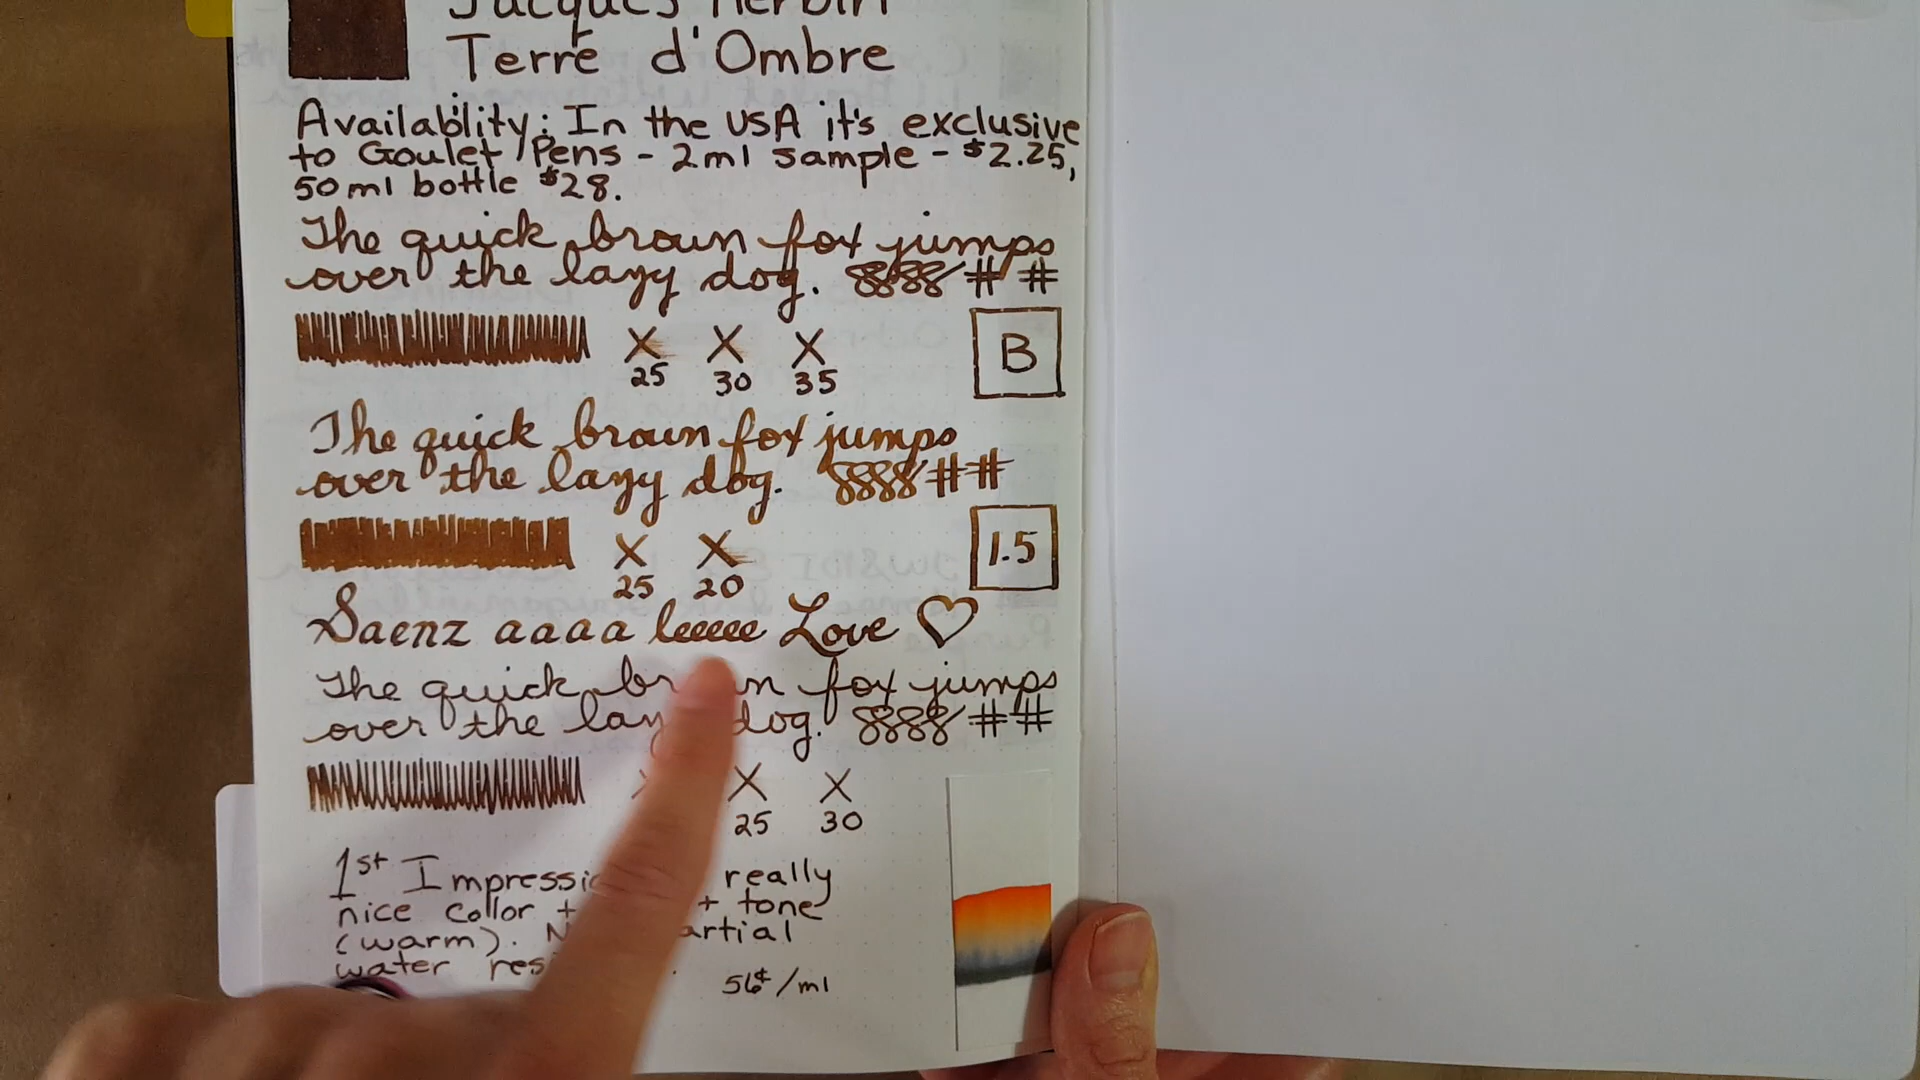 Jacques Herbin
Terre d'Ombre
Availability: In the USA it's exclusive
to Goulet Pens - 2ml sample - $2.25,
50ml bottle $28.
The quick brown fox jumps
over the lazy dog. 8888 # #
X X X
25 30 35
B
The quick brown fox jumps
over the lazy dog. 8888 # #
X X
25 20
1.5
Saenz aaaa leeeee Love ♡
The quick fox jumps
over the dog. 8888 # #
X X
25 30
1st really
nice color + + tone
(warm).
water
56¢/ml